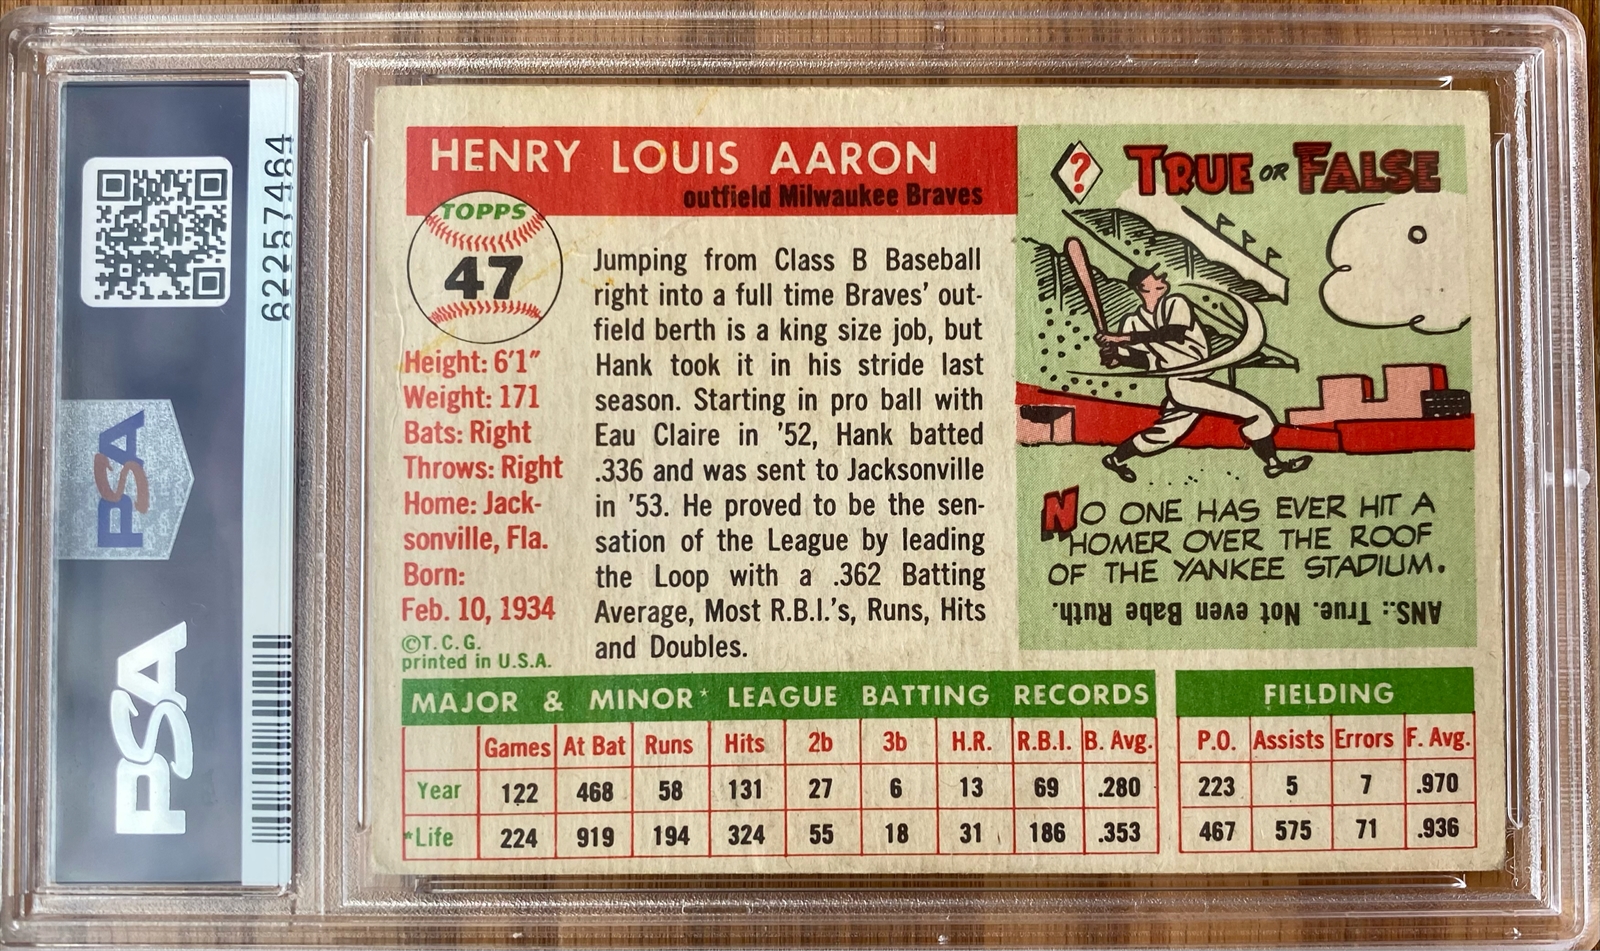 PSA
PSA
62257464
HENRY LOUIS AARON
outfield Milwaukee Braves
TOPPS
47
Height: 6'1"
Weight: 171
Bats: Right
Throws: Right
Home: Jack-
sonville, Fla.
Born:
Feb. 10, 1934
©T.C.G.
printed in U.S.A.
Jumping from Class B Baseball
right into a full time Braves' out-
field berth is a king size job, but
Hank took it in his stride last
season. Starting in pro ball with
Eau Claire in '52, Hank batted
.336 and was sent to Jacksonville
in '53. He proved to be the sen-
sation of the League by leading
the Loop with a .362 Batting
Average, Most R.B.I.'s, Runs, Hits
and Doubles.
? TRUE OR FALSE
NO ONE HAS EVER HIT A
HOMER OVER THE ROOF
OF THE YANKEE STADIUM.
ANS.: True. Not even Babe Ruth.
MAJOR & MINOR* LEAGUE BATTING RECORDS
Games At Bat Runs Hits 2b 3b H.R. R.B.I. B. Avg.
Year 122 468 58 131 27 6 13 69 .280
*Life 224 919 194 324 55 18 31 186 .353
FIELDING
P.O. Assists Errors F. Avg.
223 5 7 .970
467 575 71 .936